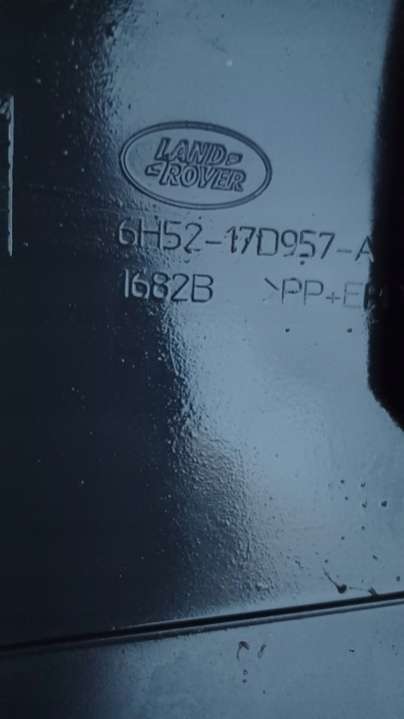 LAND-
-ROVER
6H52-17D957-A
1682B >PP+E